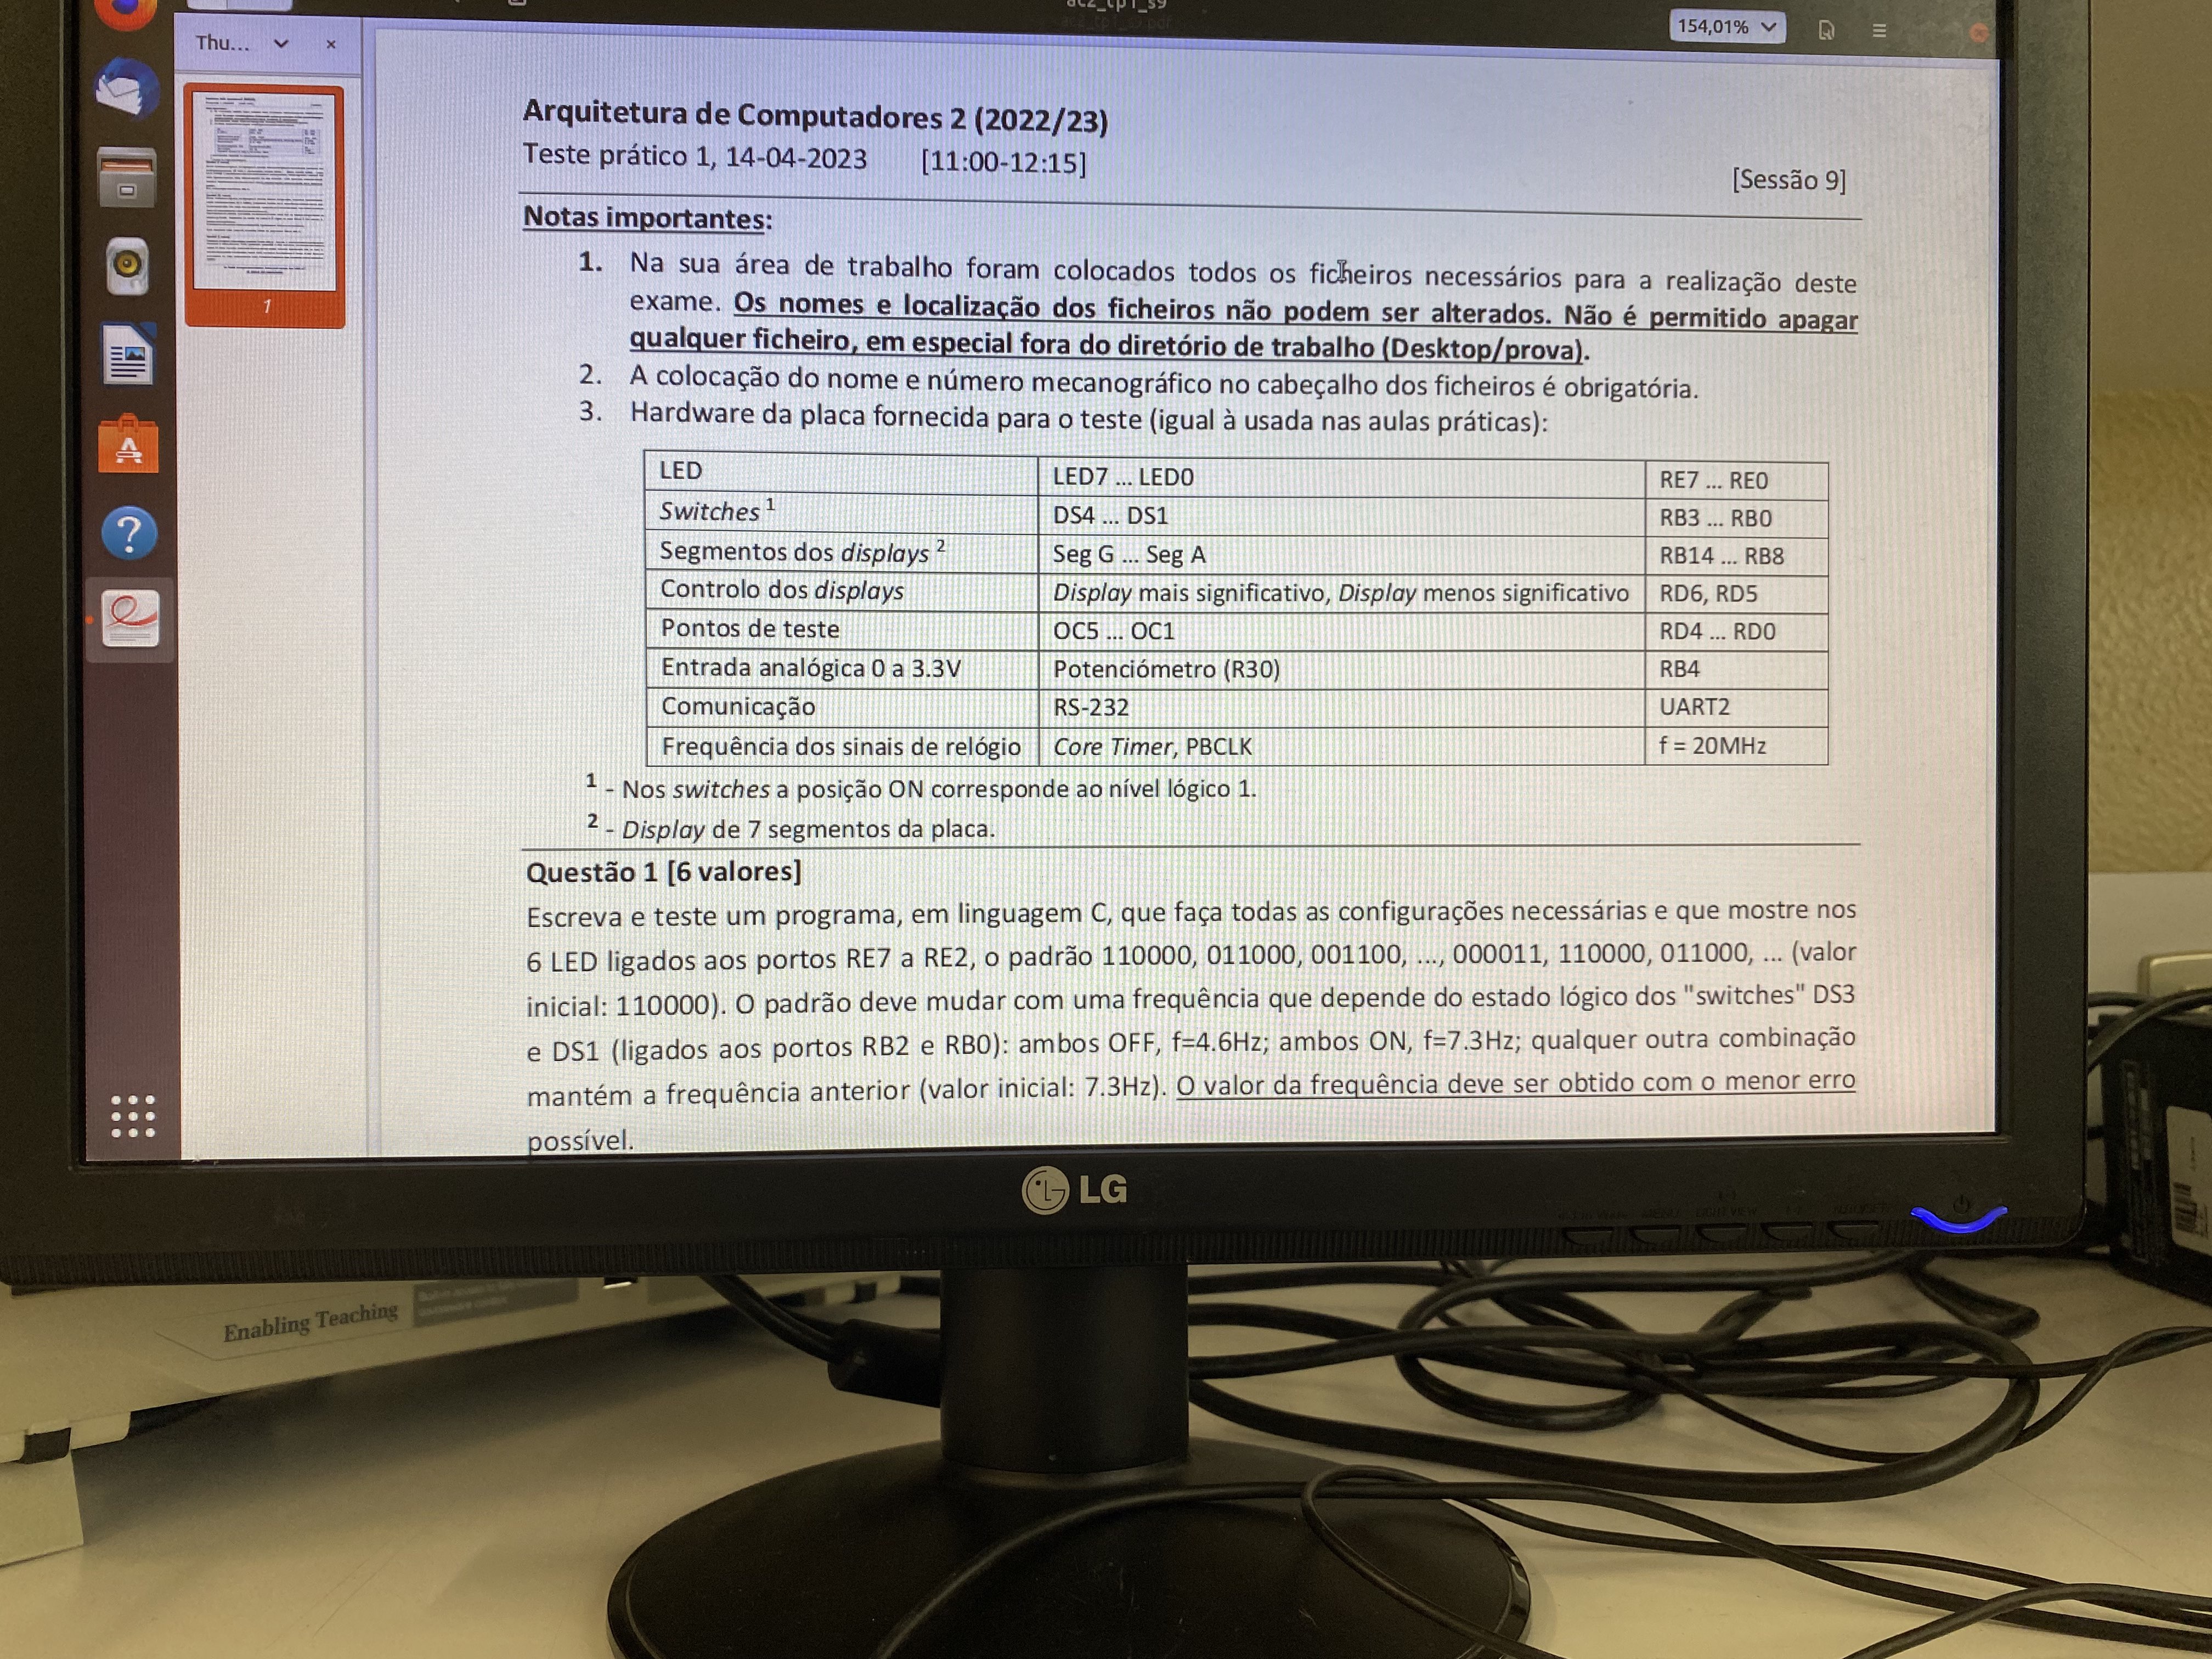 ac2_tp1_s9
154,01%
Thu...
1
Arquitetura de Computadores 2 (2022/23)
Teste prático 1, 14-04-2023 [11:00-12:15]
[Sessão 9]
Notas importantes:
1. Na sua área de trabalho foram colocados todos os ficheiros necessários para a realização deste
exame. Os nomes e localização dos ficheiros não podem ser alterados. Não é permitido apagar
qualquer ficheiro, em especial fora do diretório de trabalho (Desktop/prova).
2. A colocação do nome e número mecanográfico no cabeçalho dos ficheiros é obrigatória.
3. Hardware da placa fornecida para o teste (igual à usada nas aulas práticas):
LED LED7 ... LED0 RE7 ... RE0
Switches 1 DS4 ... DS1 RB3 ... RB0
Segmentos dos displays 2 Seg G ... Seg A RB14 ... RB8
Controlo dos displays Display mais significativo, Display menos significativo RD6, RD5
Pontos de teste OC5 ... OC1 RD4 ... RD0
Entrada analógica 0 a 3.3V Potenciómetro (R30) RB4
Comunicação RS-232 UART2
Frequência dos sinais de relógio Core Timer, PBCLK f = 20MHz
1 - Nos switches a posição ON corresponde ao nível lógico 1.
2 - Display de 7 segmentos da placa.
Questão 1 [6 valores]
Escreva e teste um programa, em linguagem C, que faça todas as configurações necessárias e que mostre nos
6 LED ligados aos portos RE7 a RE2, o padrão 110000, 011000, 001100, ..., 000011, 110000, 011000, ... (valor
inicial: 110000). O padrão deve mudar com uma frequência que depende do estado lógico dos "switches" DS3
e DS1 (ligados aos portos RB2 e RB0): ambos OFF, f=4.6Hz; ambos ON, f=7.3Hz; qualquer outra combinação
mantém a frequência anterior (valor inicial: 7.3Hz). O valor da frequência deve ser obtido com o menor erro
possível.
LG
Enabling Teaching